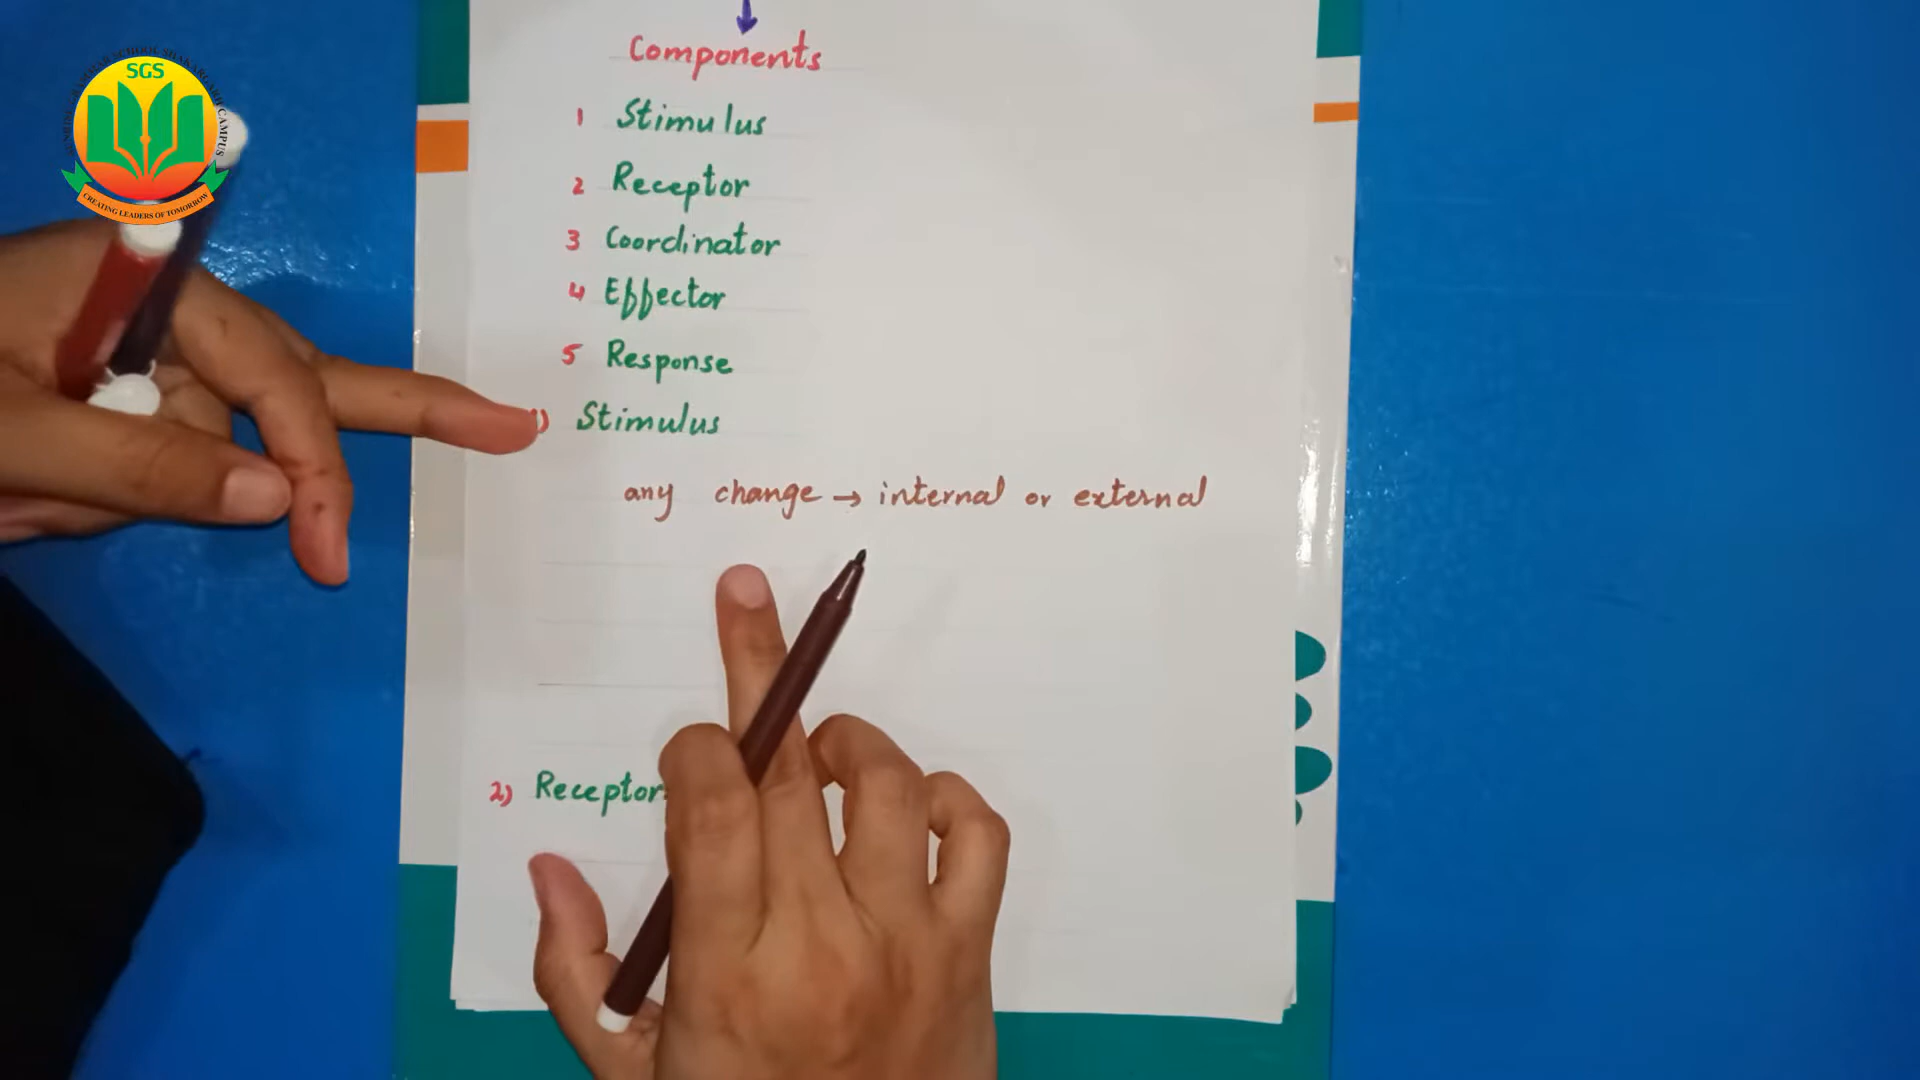 SGS
CREATING LEADERS OF TOMORROW
Components
1 Stimulus
2 Receptor
3 Coordinator
4 Effector
5 Response
1) Stimulus
any change → internal or external
2) Receptor